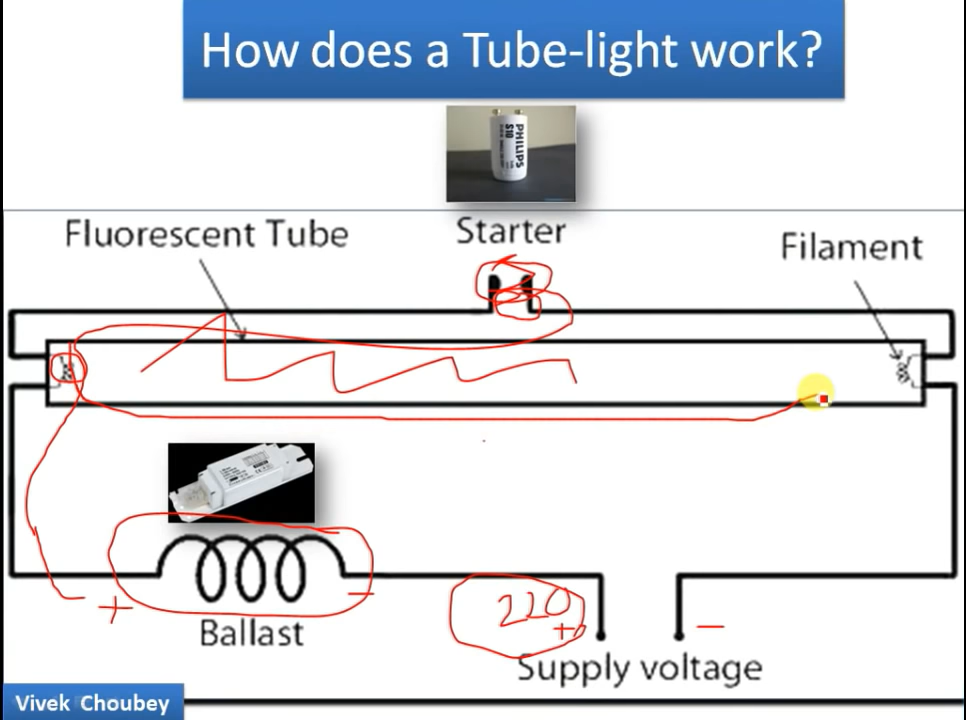 How does a Tube-light work?
PHILIPS
S10
Fluorescent Tube
Starter
Filament
+
-
220
+
-
Ballast
Supply voltage
Vivek Choubey